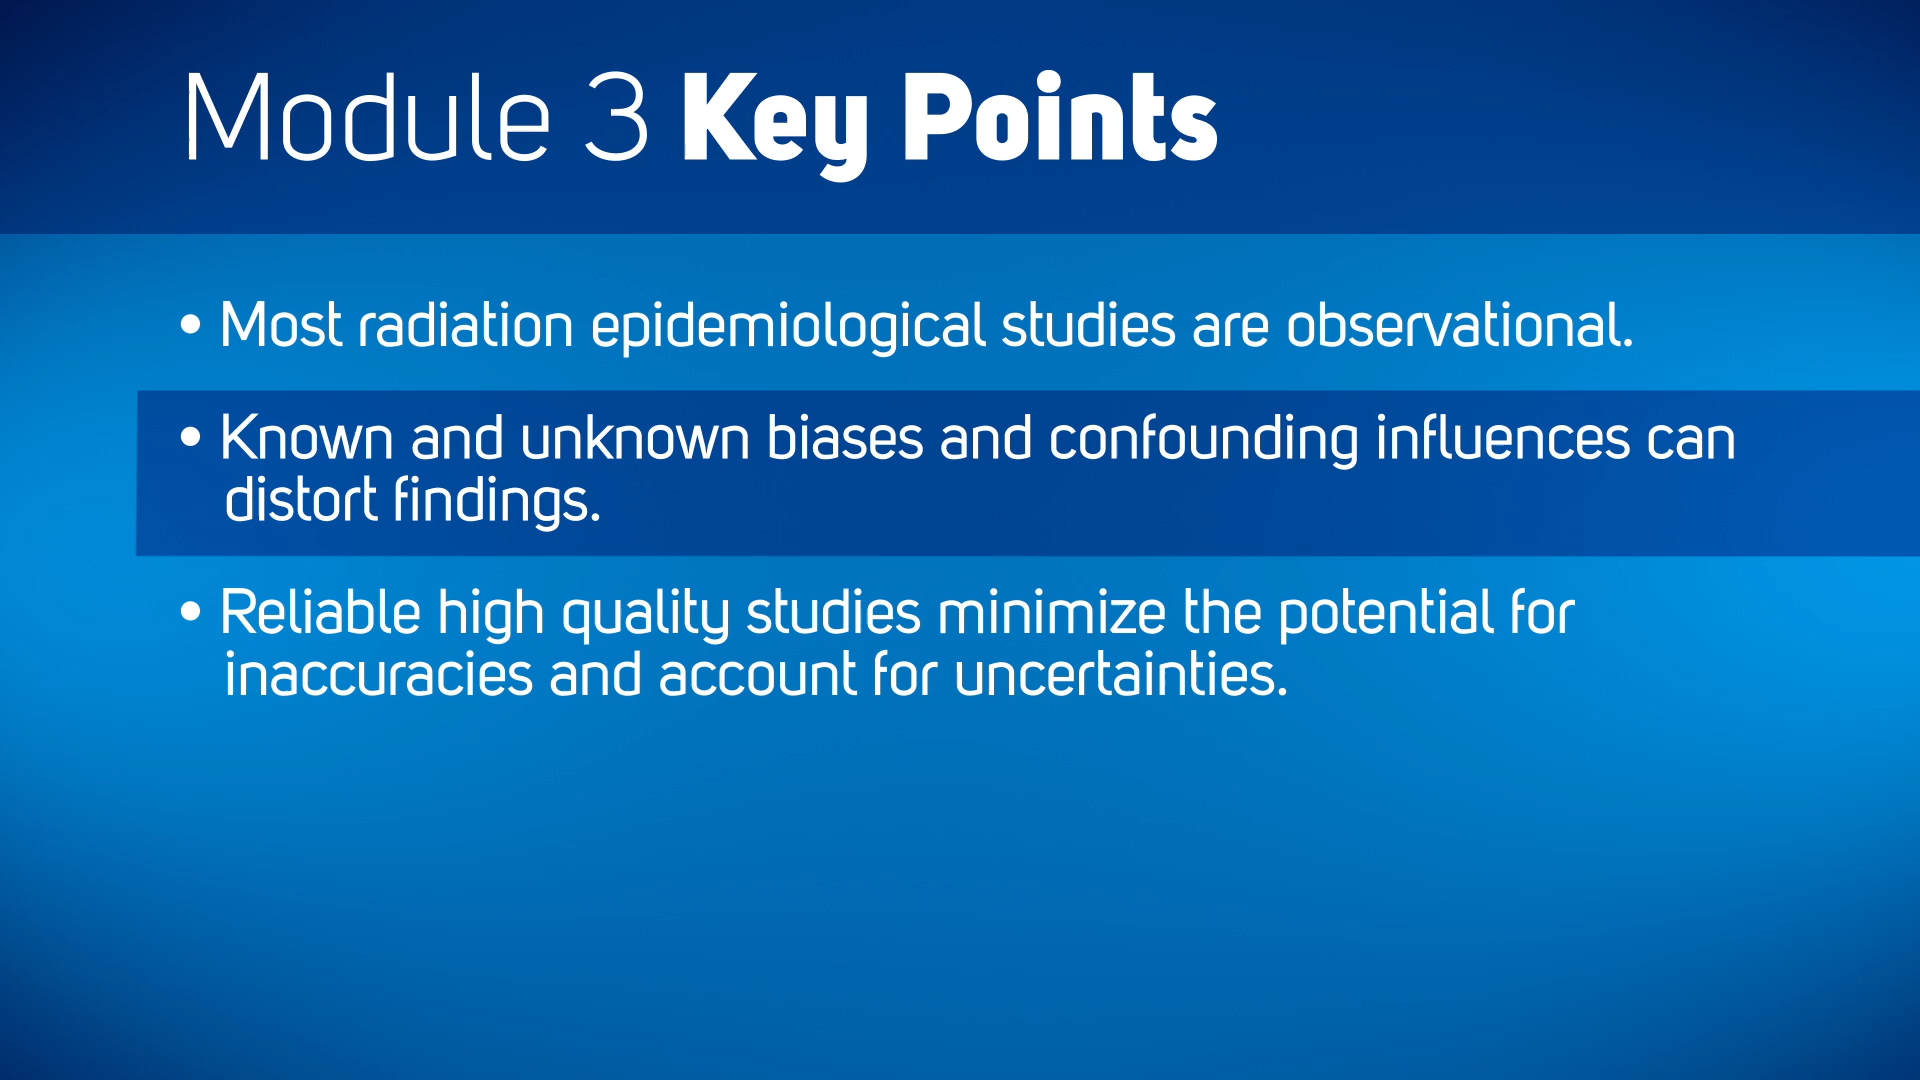 Module 3 Key Points
• Most radiation epidemiological studies are observational.
• Known and unknown biases and confounding influences can
distort findings.
• Reliable high quality studies minimize the potential for
inaccuracies and account for uncertainties.